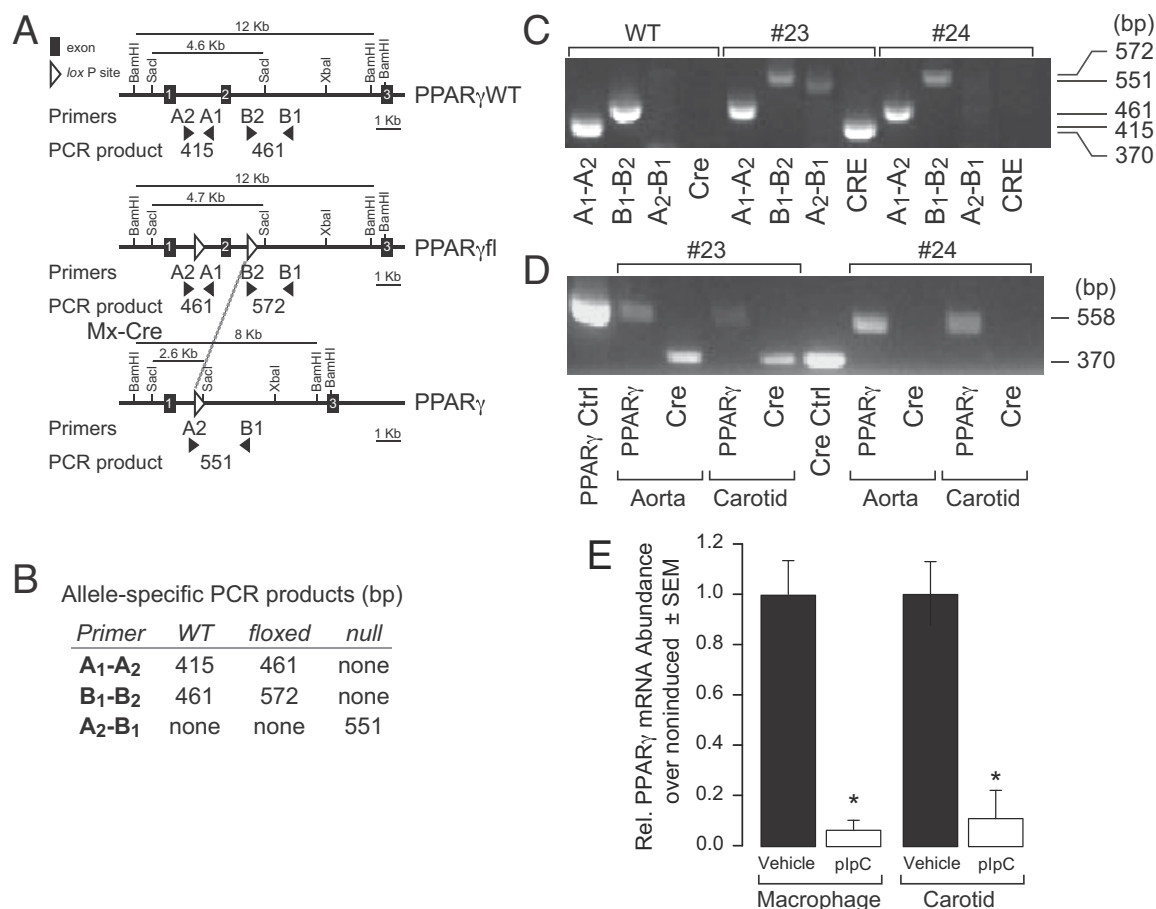 A
12 Kb
exon
4.6 Kb
lox P site
BamHI
SacI
SacI
XbaI
BamHI
BamHI
1
2
3
PPARγWT
Primers
A2 A1 B2 B1
1 Kb
PCR product
415
461
12 Kb
4.7 Kb
BamHI
SacI
SacI
XbaI
BamHI
BamHI
1
2
3
PPARγfl
Primers
A2 A1 B2 B1
1 Kb
PCR product
461
572
Mx-Cre
8 Kb
2.6 Kb
BamHI
SacI
SacI
XbaI
BamHI
BamHI
1
3
PPARγ
Primers
A2 B1
1 Kb
PCR product
551
B
Allele-specific PCR products (bp)
Primer WT floxed null
A1-A2 415 461 none
B1-B2 461 572 none
A2-B1 none none 551
C
WT #23 #24
(bp)
572
551
461
415
370
A1-A2
B1-B2
A2-B1
Cre
A1-A2
B1-B2
A2-B1
CRE
A1-A2
B1-B2
A2-B1
CRE
D
#23 #24
(bp)
558
370
PPARγ Ctrl
PPARγ
Cre
PPARγ
Cre
Cre Ctrl
PPARγ
Cre
PPARγ
Cre
Aorta Carotid Aorta Carotid
E
Rel. PPARγ mRNA Abundance
over noninduced ± SEM
1.2
1.0
0.8
0.6
0.4
0.2
0.0
* *
Vehicle pIpC Vehicle pIpC
Macrophage Carotid